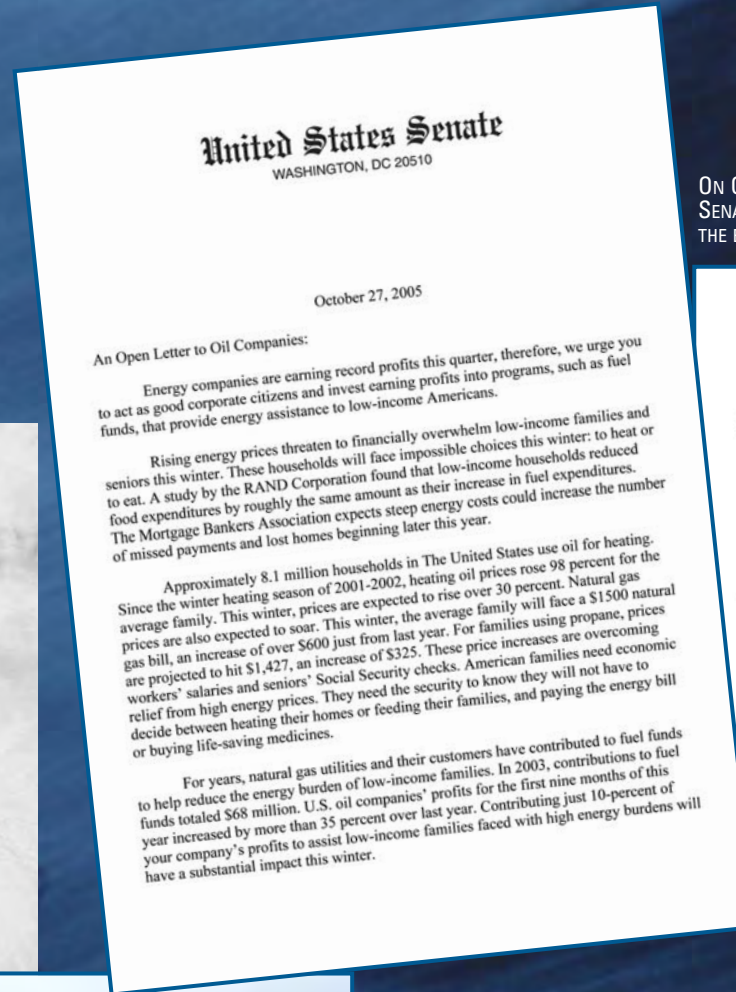 United States Senate
WASHINGTON, DC 20510
October 27, 2005
An Open Letter to Oil Companies:
Energy companies are earning record profits this quarter, therefore, we urge you
to act as good corporate citizens and invest earning profits into programs, such as fuel
funds, that provide energy assistance to low-income Americans.
Rising energy prices threaten to financially overwhelm low-income families and
seniors this winter. These households will face impossible choices this winter: to heat or
to eat. A study by the RAND Corporation found that low-income households reduced
food expenditures by roughly the same amount as their increase in fuel expenditures.
The Mortgage Bankers Association expects steep energy costs could increase the number
of missed payments and lost homes beginning later this year.
Approximately 8.1 million households in The United States use oil for heating.
Since the winter heating season of 2001-2002, heating oil prices rose 98 percent for the
average family. This winter, prices are expected to rise over 30 percent. Natural gas
prices are also expected to soar. This winter, the average family will face a $1500 natural
gas bill, an increase of over $600 just from last year. For families using propane, prices
are projected to hit $1,427, an increase of $325. These price increases are overcoming
workers' salaries and seniors' Social Security checks. American families need economic
relief from high energy prices. They need the security to know they will not have to
decide between heating their homes or feeding their families, and paying the energy bill
or buying life-saving medicines.
For years, natural gas utilities and their customers have contributed to fuel funds
to help reduce the energy burden of low-income families. In 2003, contributions to fuel
funds totaled $68 million. U.S. oil companies' profits for the first nine months of this
year increased by more than 35 percent over last year. Contributing just 10-percent of
your company's profits to assist low-income families faced with high energy burdens will
have a substantial impact this winter.
ON
THE